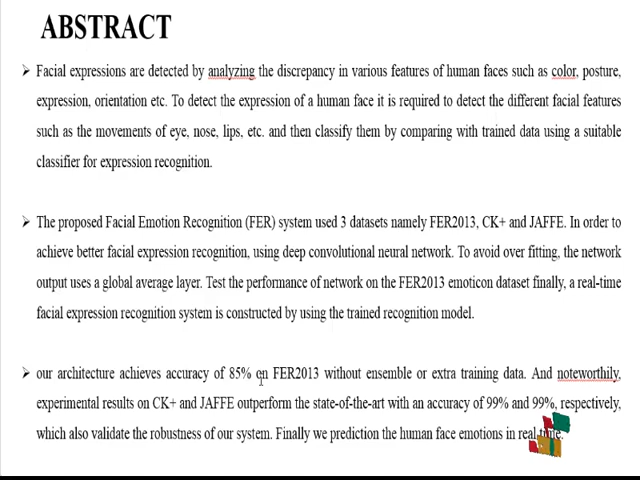 ABSTRACT
➢ Facial expressions are detected by analyzing the discrepancy in various features of human faces such as color, posture,
expression, orientation etc. To detect the expression of a human face it is required to detect the different facial features
such as the movements of eye, nose, lips, etc. and then classify them by comparing with trained data using a suitable
classifier for expression recognition.
➢ The proposed Facial Emotion Recognition (FER) system used 3 datasets namely FER2013, CK+ and JAFFE. In order to
achieve better facial expression recognition, using deep convolutional neural network. To avoid over fitting, the network
output uses a global average layer. Test the performance of network on the FER2013 emoticon dataset finally, a real-time
facial expression recognition system is constructed by using the trained recognition model.
➢ our architecture achieves accuracy of 85% on FER2013 without ensemble or extra training data. And noteworthily,
experimental results on CK+ and JAFFE outperform the state-of-the-art with an accuracy of 99% and 99%, respectively,
which also validate the robustness of our system. Finally we prediction the human face emotions in real-time.